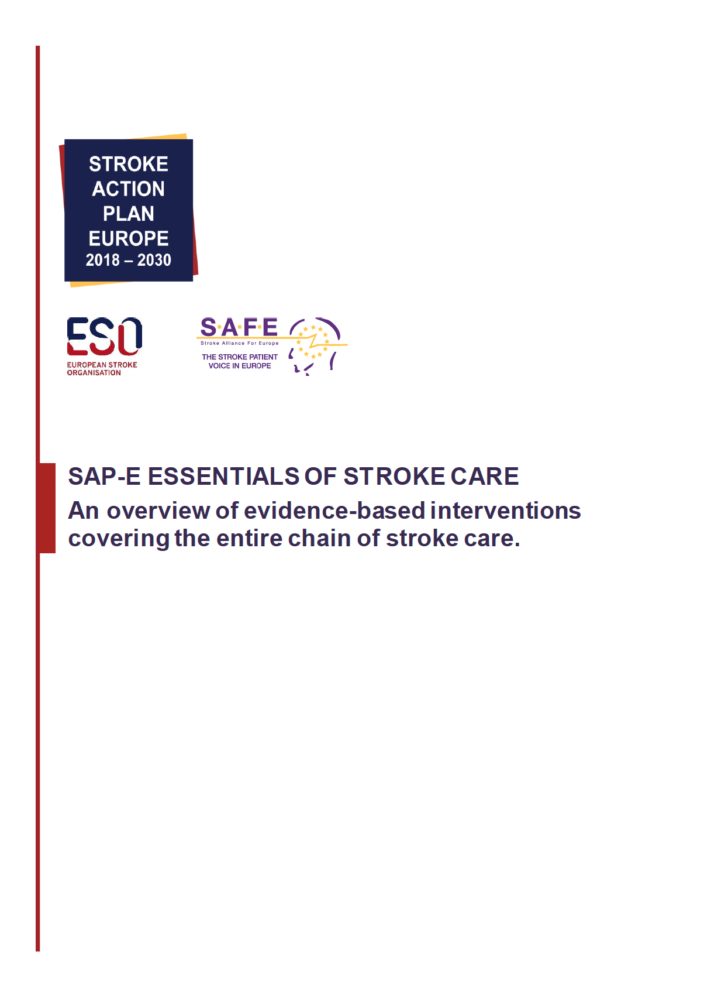 STROKE
ACTION
PLAN
EUROPE
2018 – 2030
ESO
EUROPEAN STROKE
ORGANISATION
S·A·F·E
Stroke Alliance For Europe
THE STROKE PATIENT
VOICE IN EUROPE
SAP-E ESSENTIALS OF STROKE CARE
An overview of evidence-based interventions
covering the entire chain of stroke care.